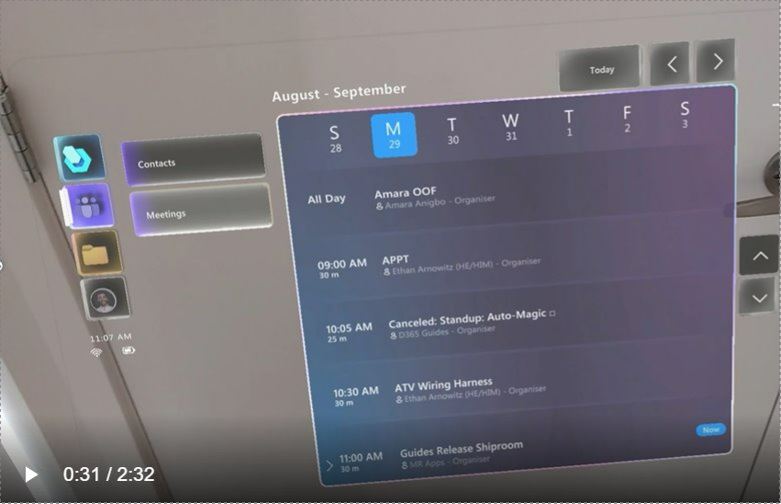 Today
August - September
S M T W T F S
28 29 30 31 1 2 3
Contacts
Meetings
All Day Amara OOF
Amara Anigbo - Organiser
09:00 AM APPT
30 m Ethan Arnowitz (HE/HIM) - Organiser
10:05 AM Canceled: Standup: Auto-Magic
25 m D365 Guides - Organiser
11:07 AM
10:30 AM ATV Wiring Harness
30 m Ethan Arnowitz (HE/HIM) - Organiser
Now
11:00 AM Guides Release Shiproom
30 m MR Apps - Organiser
0:31 / 2:32